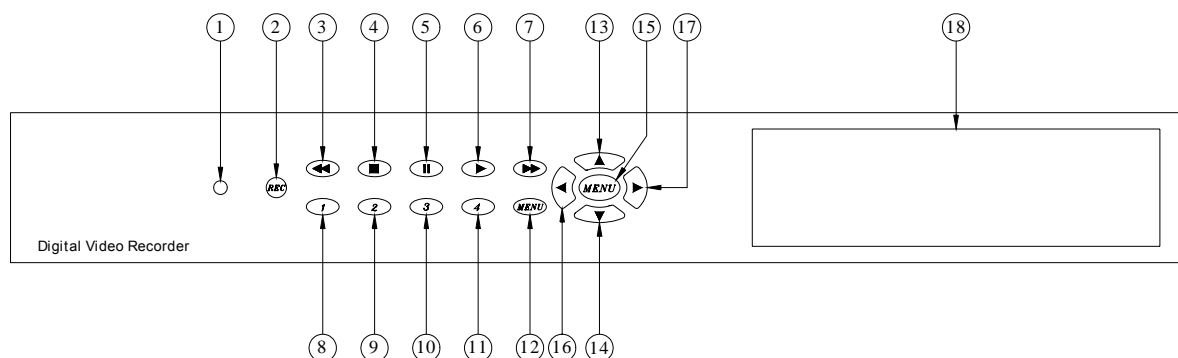 1 2 3 4 5 6 7 13 15 17 18
REC
MENU
1 2 3 4 MENU
Digital Video Recorder
8 9 10 11 12 16 14